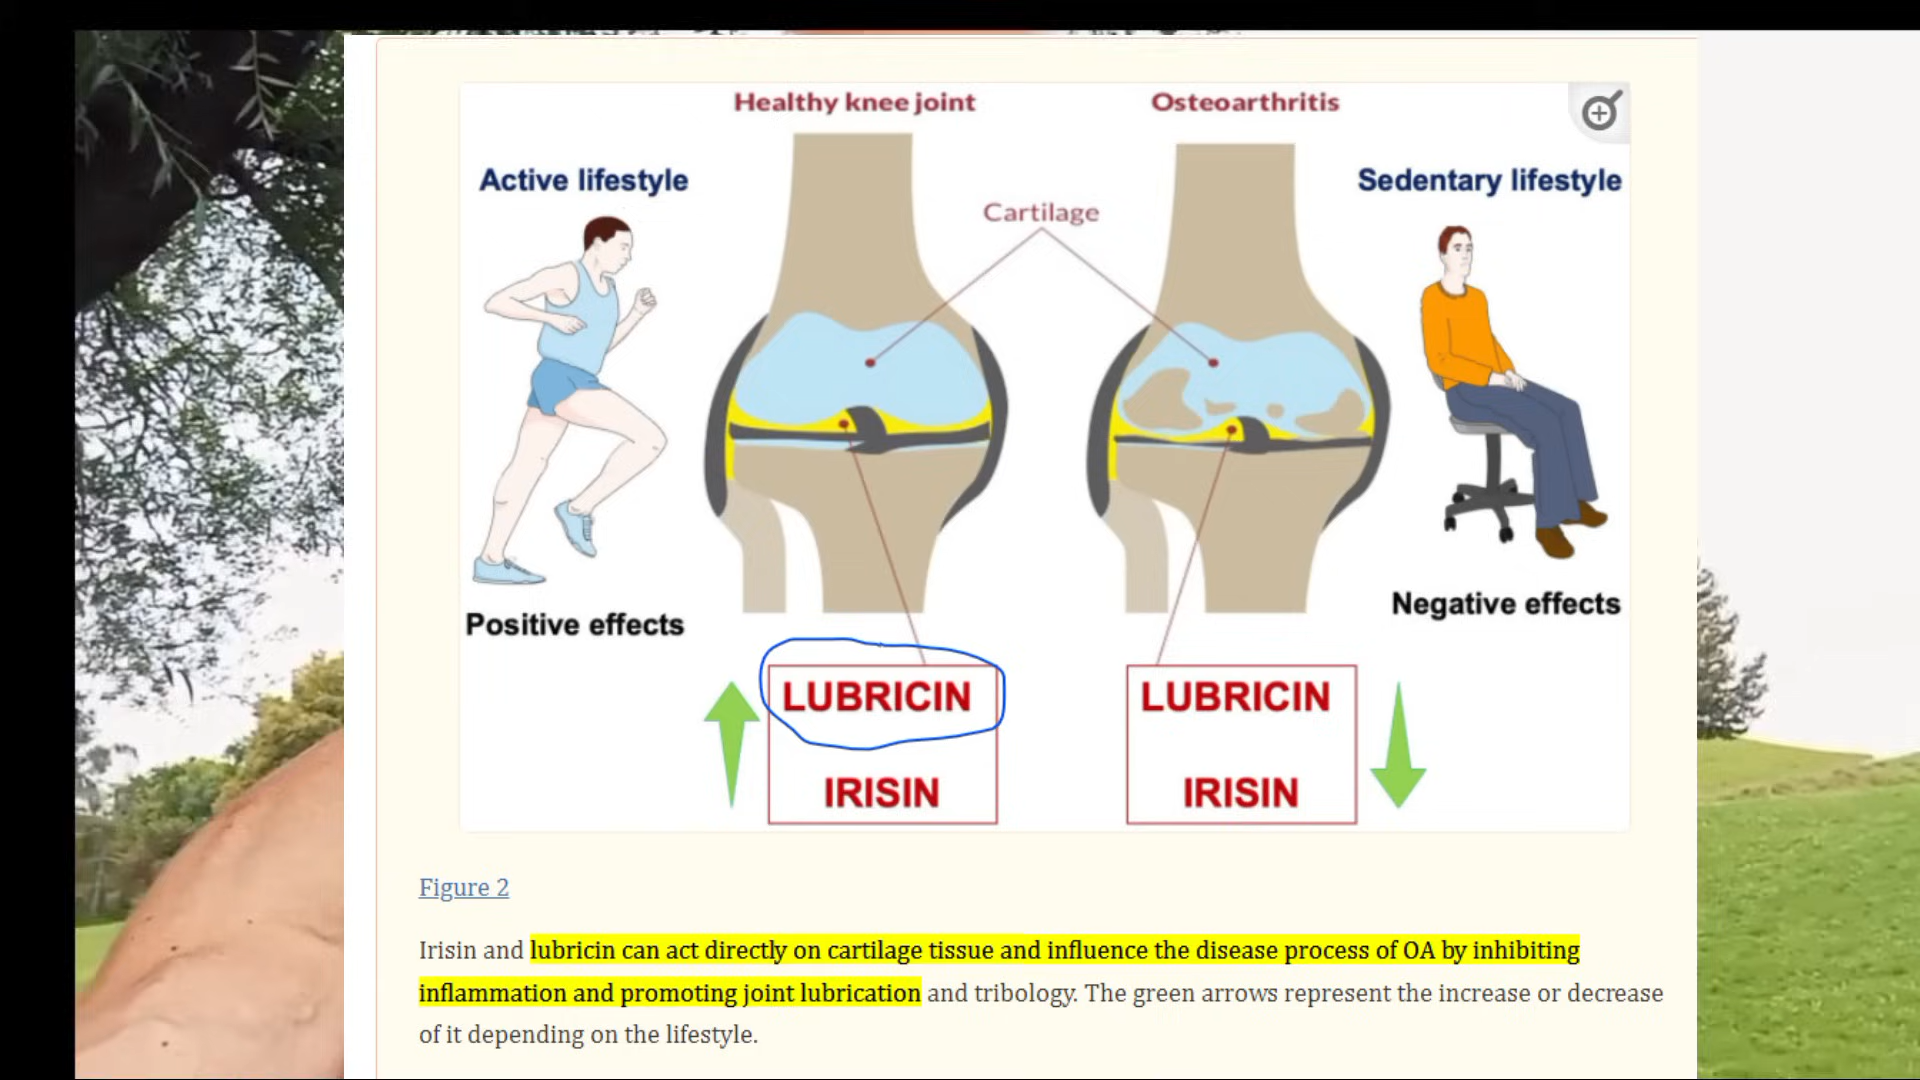 Healthy knee joint
Osteoarthritis
Active lifestyle
Sedentary lifestyle
Cartilage
Positive effects
Negative effects
LUBRICIN
IRISIN
LUBRICIN
IRISIN
Figure 2
Irisin and lubricin can act directly on cartilage tissue and influence the disease process of OA by inhibiting
inflammation and promoting joint lubrication and tribology. The green arrows represent the increase or decrease
of it depending on the lifestyle.